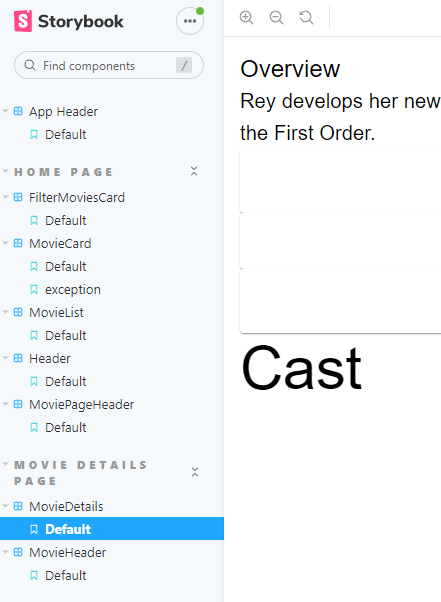 Storybook
Find components /
App Header
Default
HOME PAGE
FilterMoviesCard
Default
MovieCard
Default
exception
MovieList
Default
Header
Default
MoviePageHeader
Default
MOVIE DETAILS
PAGE
MovieDetails
Default
MovieHeader
Default
Overview
Rey develops her new
the First Order.
Cast